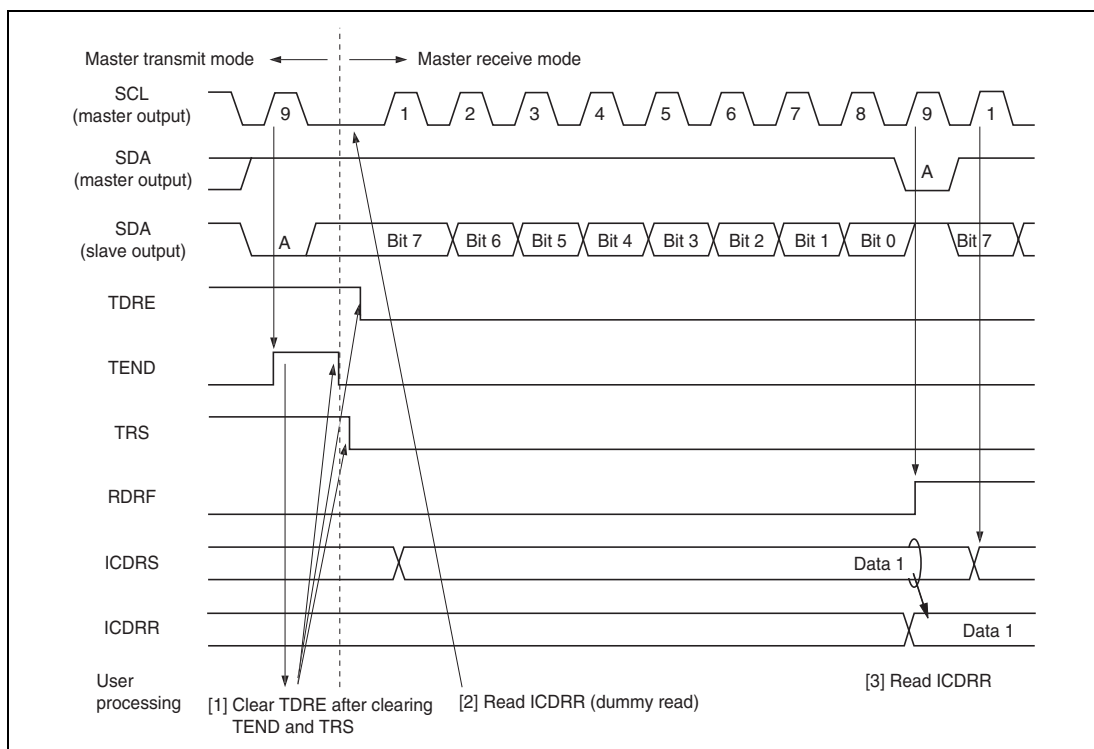 Master transmit mode
Master receive mode
SCL
(master output)
9
1
2
3
4
5
6
7
8
9
1
SDA
(master output)
A
SDA
(slave output)
A
Bit 7
Bit 6
Bit 5
Bit 4
Bit 3
Bit 2
Bit 1
Bit 0
Bit 7
TDRE
TEND
TRS
RDRF
ICDRS
Data 1
ICDRR
Data 1
User
processing
[1] Clear TDRE after clearing
TEND and TRS
[2] Read ICDRR (dummy read)
[3] Read ICDRR